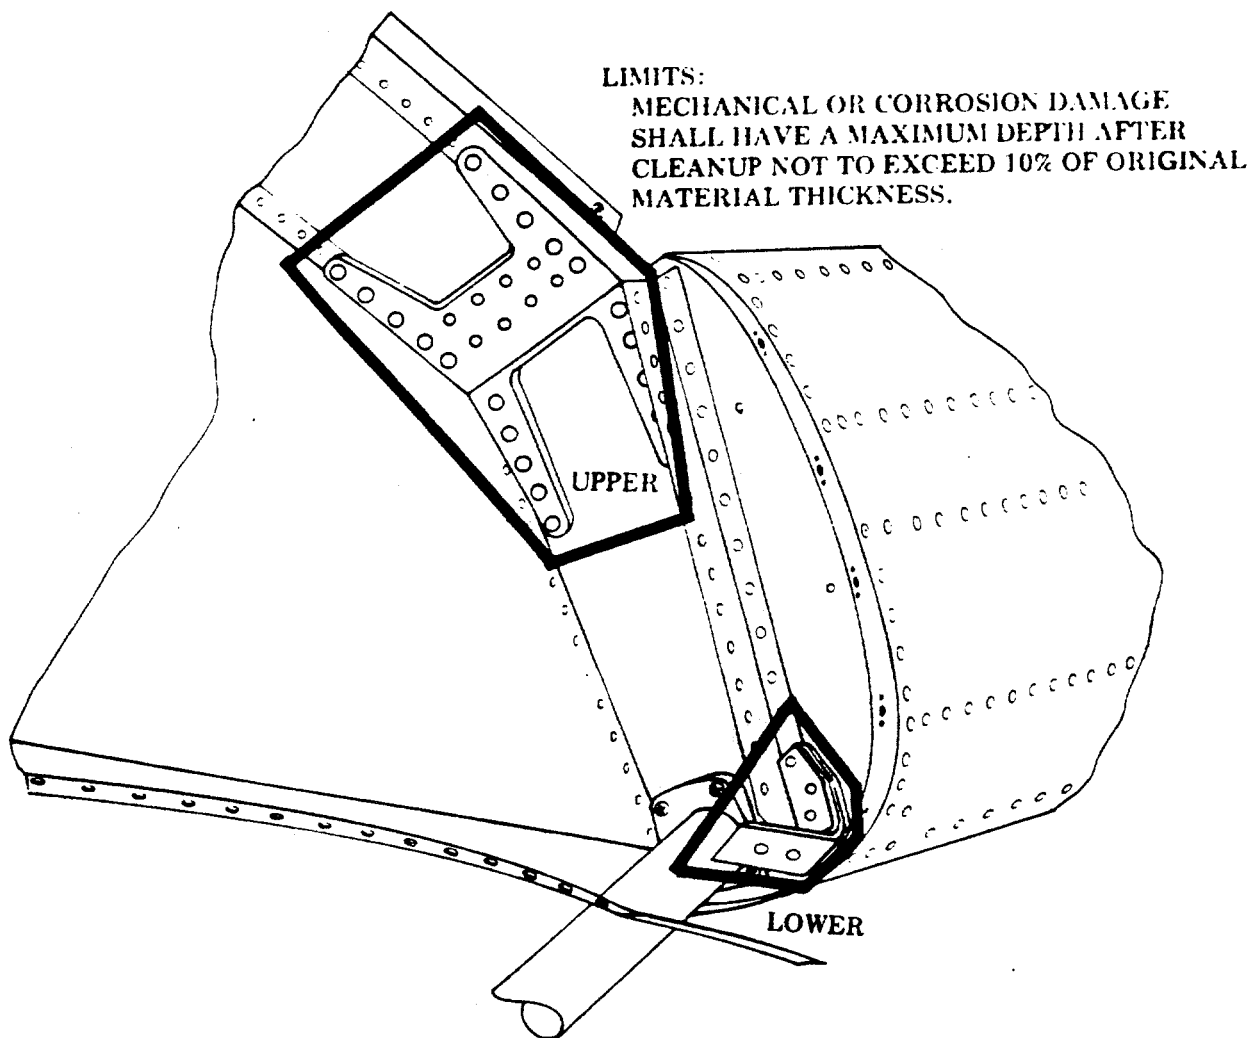 LIMITS:
MECHANICAL OR CORROSION DAMAGE
SHALL HAVE A MAXIMUM DEPTH AFTER
CLEANUP NOT TO EXCEED 10% OF ORIGINAL
MATERIAL THICKNESS.
UPPER
LOWER